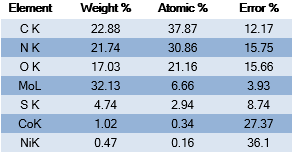 Element Weight % Atomic % Error %
C K 22.88 37.87 12.17
N K 21.74 30.86 15.75
O K 17.03 21.16 15.66
MoL 32.13 6.66 3.93
S K 4.74 2.94 8.74
CoK 1.02 0.34 27.37
NiK 0.47 0.16 36.1